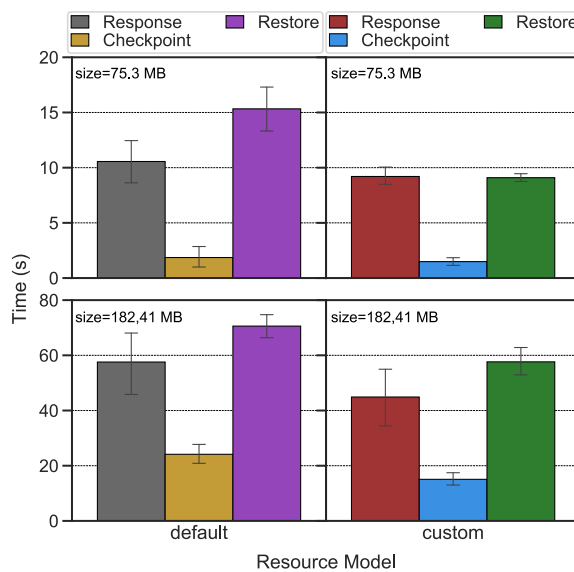 Response Restore Response Restore
Checkpoint Checkpoint
20 size=75.3 MB size=75.3 MB
15
10
5
0
Time (s)
80 size=182,41 MB size=182,41 MB
60
40
20
0
default custom
Resource Model